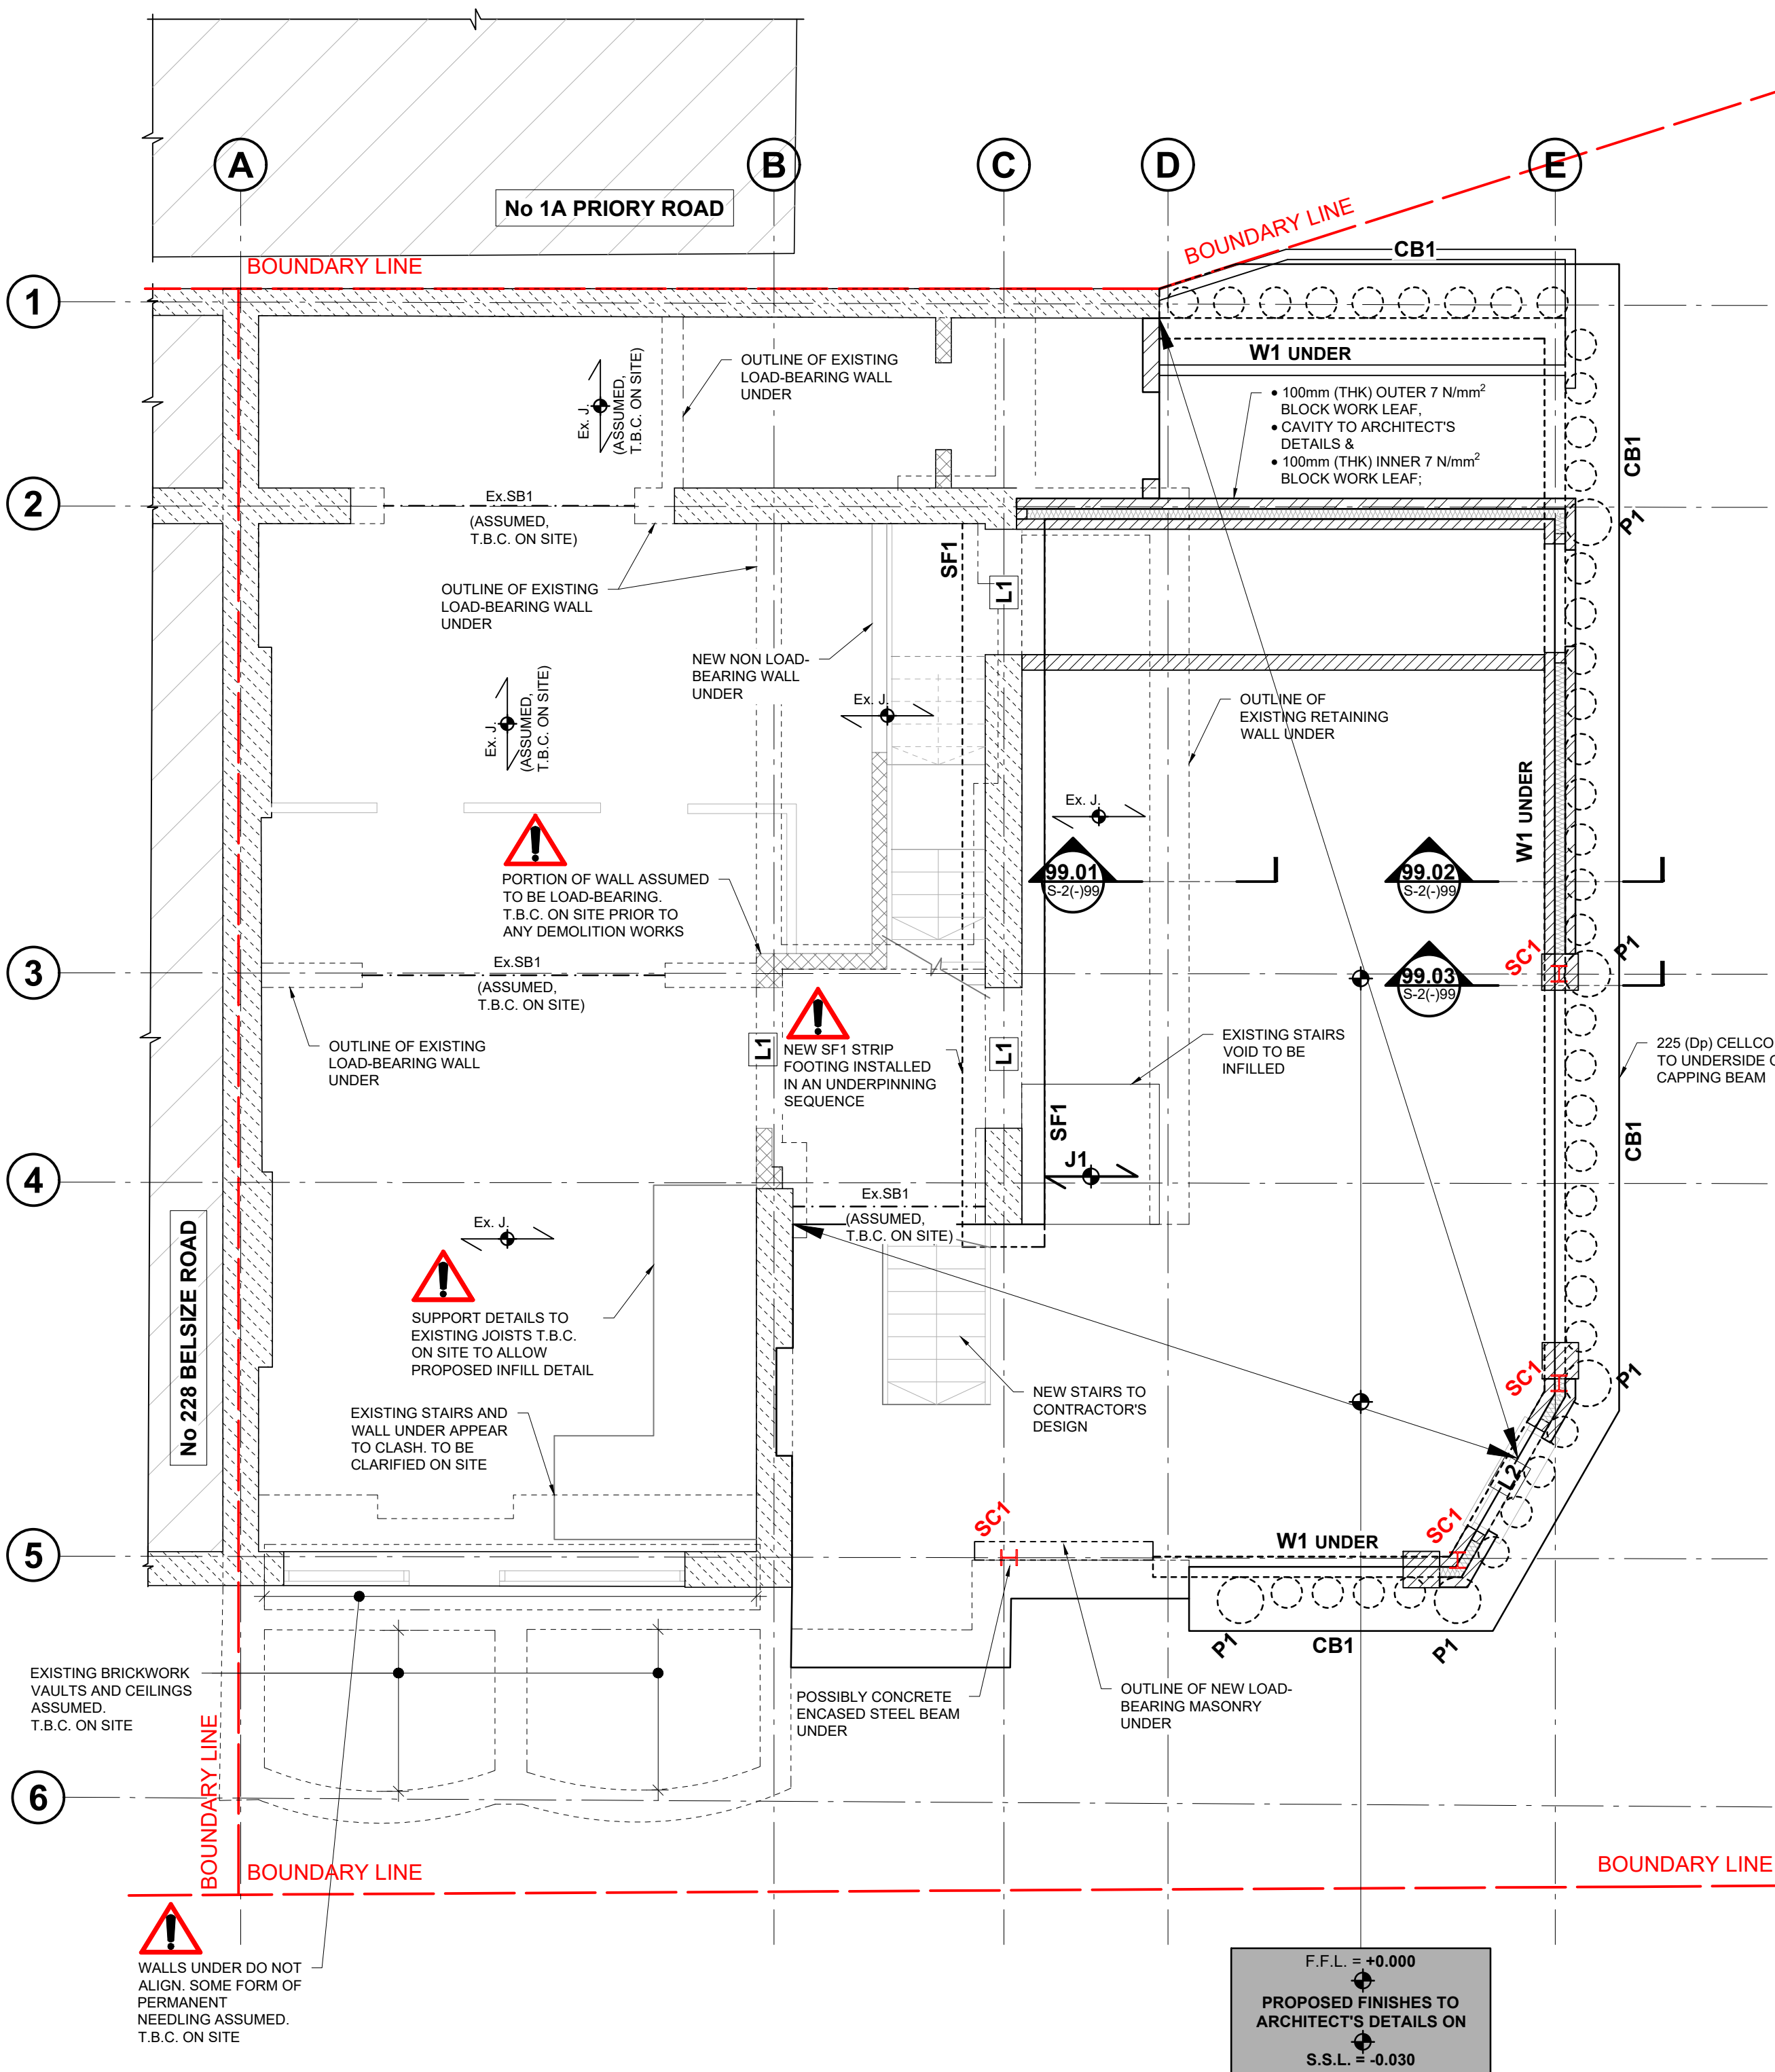 A
B
C
D
E
No 1A PRIORY ROAD
BOUNDARY LINE
BOUNDARY LINE
CB1
1
W1 UNDER
OUTLINE OF EXISTING
LOAD-BEARING WALL
UNDER
Ex. J.
(ASSUMED,
T.B.C. ON SITE)
• 100mm (THK) OUTER 7 N/mm²
BLOCK WORK LEAF,
• CAVITY TO ARCHITECT'S
DETAILS &
• 100mm (THK) INNER 7 N/mm²
BLOCK WORK LEAF;
CB1
2
Ex.SB1
(ASSUMED,
T.B.C. ON SITE)
P1
SF1
L1
OUTLINE OF EXISTING
LOAD-BEARING WALL
UNDER
NEW NON LOAD-
BEARING WALL
UNDER
Ex. J.
(ASSUMED,
T.B.C. ON SITE)
Ex. J.
OUTLINE OF
EXISTING RETAINING
WALL UNDER
W1 UNDER
Ex. J.
99.01
S-2(-)99
99.02
S-2(-)99
PORTION OF WALL ASSUMED
TO BE LOAD-BEARING.
T.B.C. ON SITE PRIOR TO
ANY DEMOLITION WORKS
3
Ex.SB1
(ASSUMED,
T.B.C. ON SITE)
99.03
S-2(-)99
SC1
P1
OUTLINE OF EXISTING
LOAD-BEARING WALL
UNDER
L1
NEW SF1 STRIP
FOOTING INSTALLED
IN AN UNDERPINNING
SEQUENCE
L1
EXISTING STAIRS
VOID TO BE
INFILLED
225 (Dp) CELLCO
TO UNDERSIDE
CAPPING BEAM
SF1
CB1
4
J1
Ex.SB1
(ASSUMED,
T.B.C. ON SITE)
Ex. J.
No 228 BELSIZE ROAD
SUPPORT DETAILS TO
EXISTING JOISTS T.B.C.
ON SITE TO ALLOW
PROPOSED INFILL DETAIL
NEW STAIRS TO
CONTRACTOR'S
DESIGN
SC1
P1
EXISTING STAIRS AND
WALL UNDER APPEAR
TO CLASH. TO BE
CLARIFIED ON SITE
L2
5
SC1
W1 UNDER
SC1
P1
CB1
P1
EXISTING BRICKWORK
VAULTS AND CEILINGS
ASSUMED.
T.B.C. ON SITE
POSSIBLY CONCRETE
ENCASED STEEL BEAM
UNDER
OUTLINE OF NEW LOAD-
BEARING MASONRY
UNDER
6
BOUNDARY LINE
BOUNDARY LINE
BOUNDARY LINE
WALLS UNDER DO NOT
ALIGN. SOME FORM OF
PERMANENT
NEEDLING ASSUMED.
T.B.C. ON SITE
F.F.L. = +0.000
PROPOSED FINISHES TO
ARCHITECT'S DETAILS ON
S.S.L. = -0.030